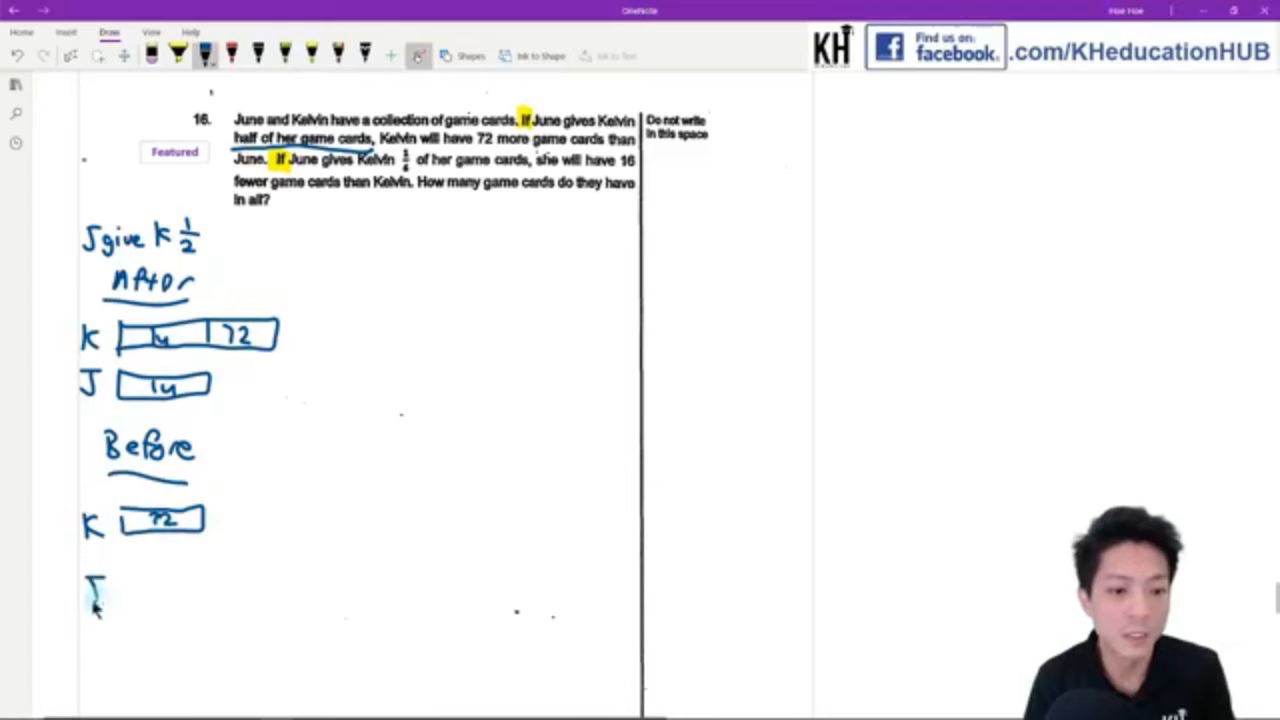 OneNote
Hae Hae
Home Insert Draw View Help
Shapes Ink to Shape Ink to Text
KH Find us on: facebook. .com/KHeducationHUB
16. June and Kelvin have a collection of game cards. If June gives Kelvin
half of her game cards, Kelvin will have 72 more game cards than
June. If June gives Kelvin 1/6 of her game cards, she will have 16
fewer game cards than Kelvin. How many game cards do they have
in all?
Do not write
in this space
Featured
J give K 1/2
After
K 1u 72
J 1u
Before
K 72
J
KH